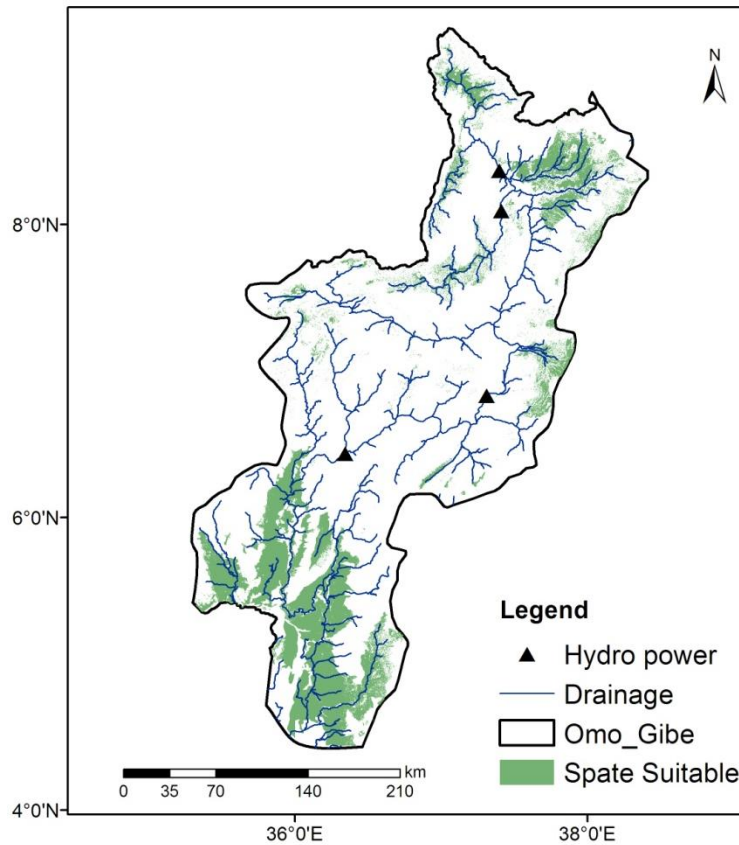 N
8°0'N
6°0'N
4°0'N
Legend
Hydro power
Drainage
Omo_Gibe
Spate Suitable
km
0 35 70 140 210
36°0'E 38°0'E